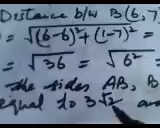 Distance b/w B(6,7
= √(6-6)²+(1-7)² =
= √36 = √6² =
the sides AB, B
equal to 3√2 an